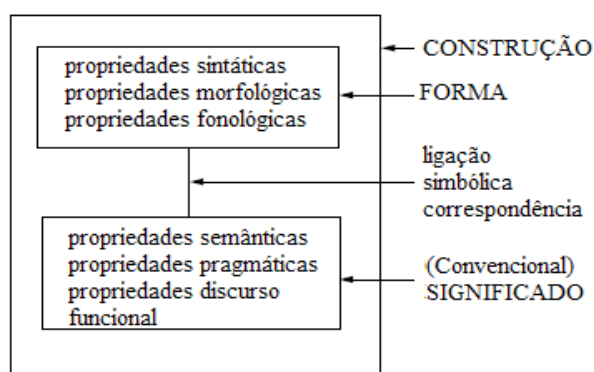 propriedades sintáticas
propriedades morfológicas
propriedades fonológicas
propriedades semânticas
propriedades pragmáticas
propriedades discurso
funcional
CONSTRUÇÃO
FORMA
ligação
simbólica
correspondência
(Convencional)
SIGNIFICADO